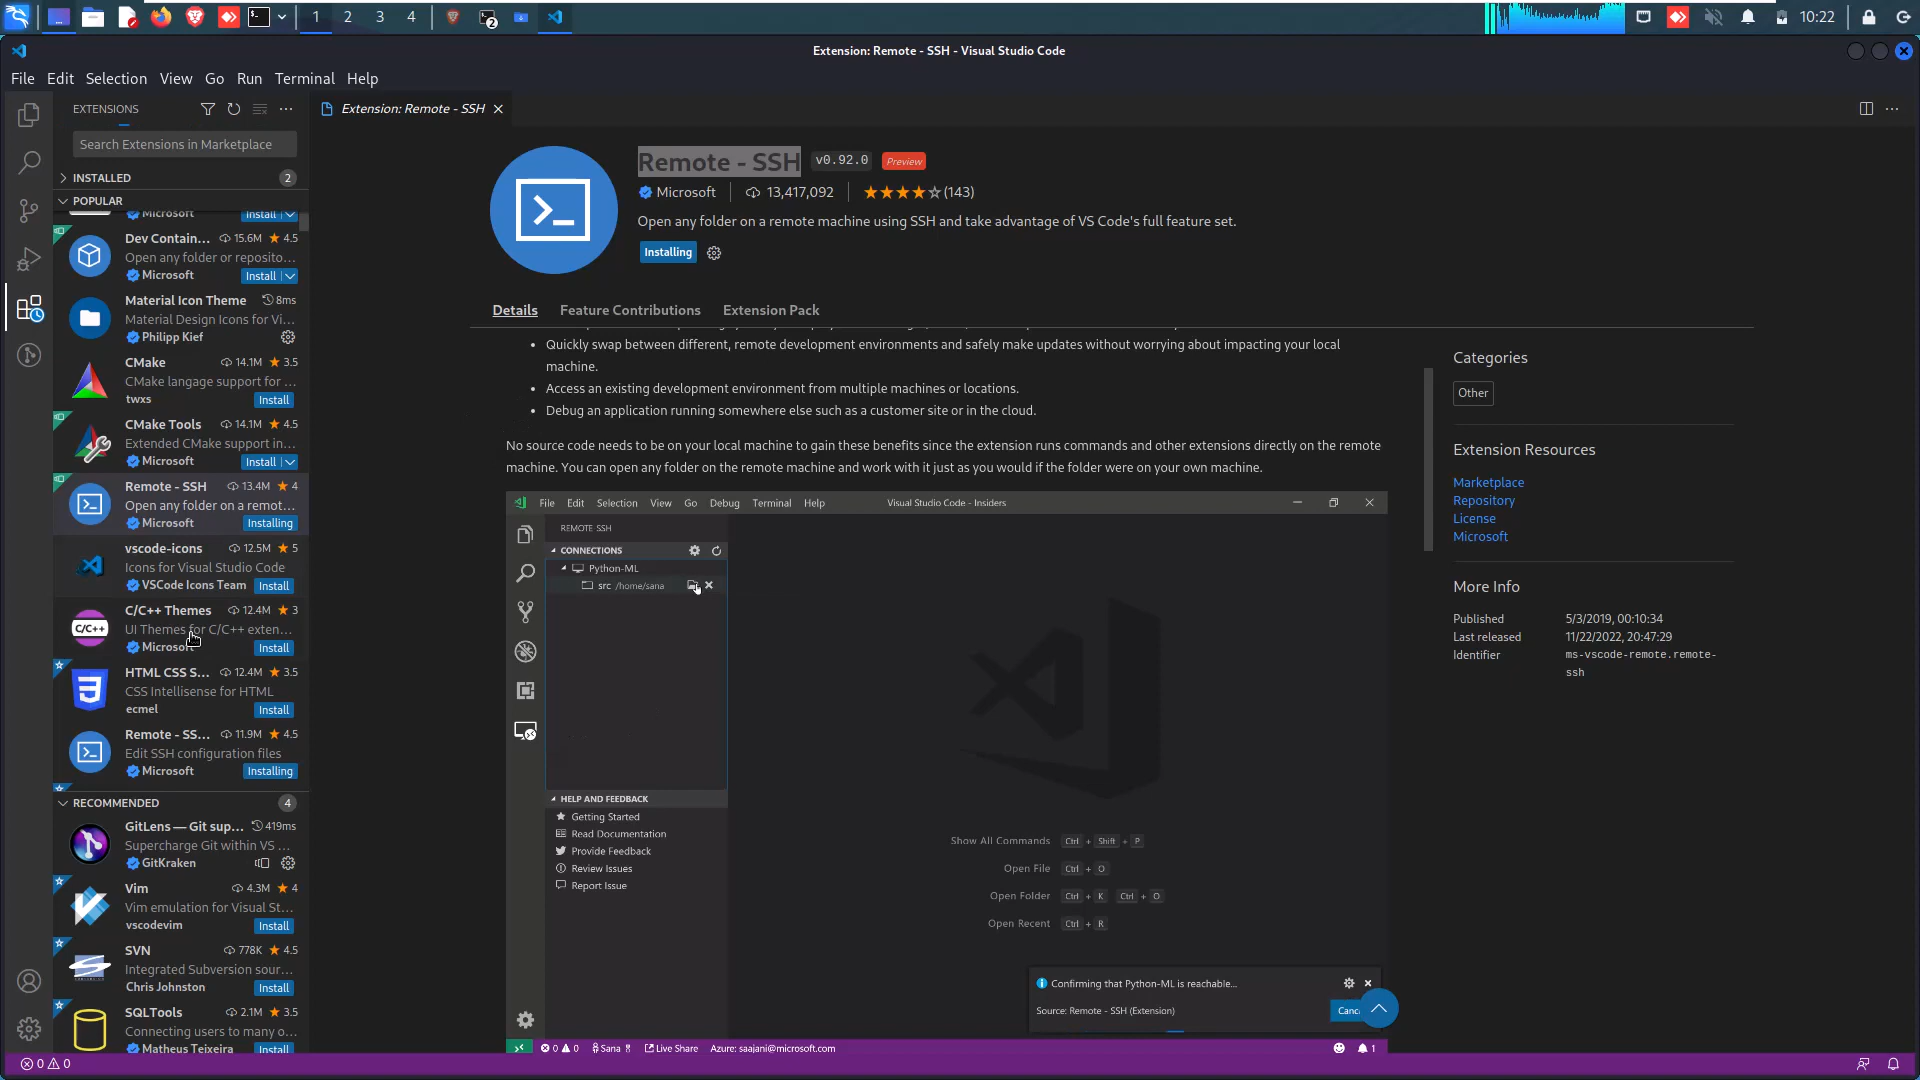 1 2 3 4
2
10:22
Extension: Remote - SSH - Visual Studio Code
File Edit Selection View Go Run Terminal Help
EXTENSIONS
Extension: Remote - SSH
Search Extensions in Marketplace
INSTALLED 2
POPULAR
Microsoft Install
Dev Contain... 15.6M 4.5
Open any folder or reposito...
Microsoft Install
Material Icon Theme 8ms
Material Design Icons for Vi...
Philipp Kief
CMake 14.1M 3.5
CMake langage support for ...
twxs Install
CMake Tools 14.1M 4.5
Extended CMake support in...
Microsoft Install
Remote - SSH 13.4M 4
Open any folder on a remot...
Microsoft Installing
vscode-icons 12.5M 5
Icons for Visual Studio Code
VSCode Icons Team Install
C/C++ Themes 12.4M 3
C/C++
UI Themes for C/C++ exten...
Microsoft Install
HTML CSS S... 12.4M 3.5
CSS Intellisense for HTML
ecmel Install
Remote - SS... 11.9M 4.5
Edit SSH configuration files
Microsoft Installing
RECOMMENDED 4
GitLens — Git sup... 419ms
Supercharge Git within VS ...
GitKraken
Vim 4.3M 4
Vim emulation for Visual St...
vscodevim Install
SVN 778K 4.5
Integrated Subversion sour...
Chris Johnston Install
SQLTools 2.1M 3.5
Connecting users to many o...
Matheus Teixeira Install
Remote - SSH v0.92.0 Preview
Microsoft 13,417,092 (143)
Open any folder on a remote machine using SSH and take advantage of VS Code's full feature set.
Installing
Details Feature Contributions Extension Pack
• Quickly swap between different, remote development environments and safely make updates without worrying about impacting your local
machine.
• Access an existing development environment from multiple machines or locations.
• Debug an application running somewhere else such as a customer site or in the cloud.
No source code needs to be on your local machine to gain these benefits since the extension runs commands and other extensions directly on the remote
machine. You can open any folder on the remote machine and work with it just as you would if the folder were on your own machine.
File Edit Selection View Go Debug Terminal Help Visual Studio Code - Insiders
REMOTE SSH
CONNECTIONS
Python-ML
src /home/sana
HELP AND FEEDBACK
Getting Started
Read Documentation
Provide Feedback
Review Issues
Report Issue
Show All Commands Ctrl + Shift + P
Open File Ctrl + O
Open Folder Ctrl + K Ctrl + O
Open Recent Ctrl + R
Confirming that Python-ML is reachable...
Source: Remote - SSH (Extension)
0 0 Sana Live Share Azure: saajani@microsoft.com 1
Categories
Other
Extension Resources
Marketplace
Repository
License
Microsoft
More Info
Published 5/3/2019, 00:10:34
Last released 11/22/2022, 20:47:29
Identifier ms-vscode-remote.remote-
ssh
0 0